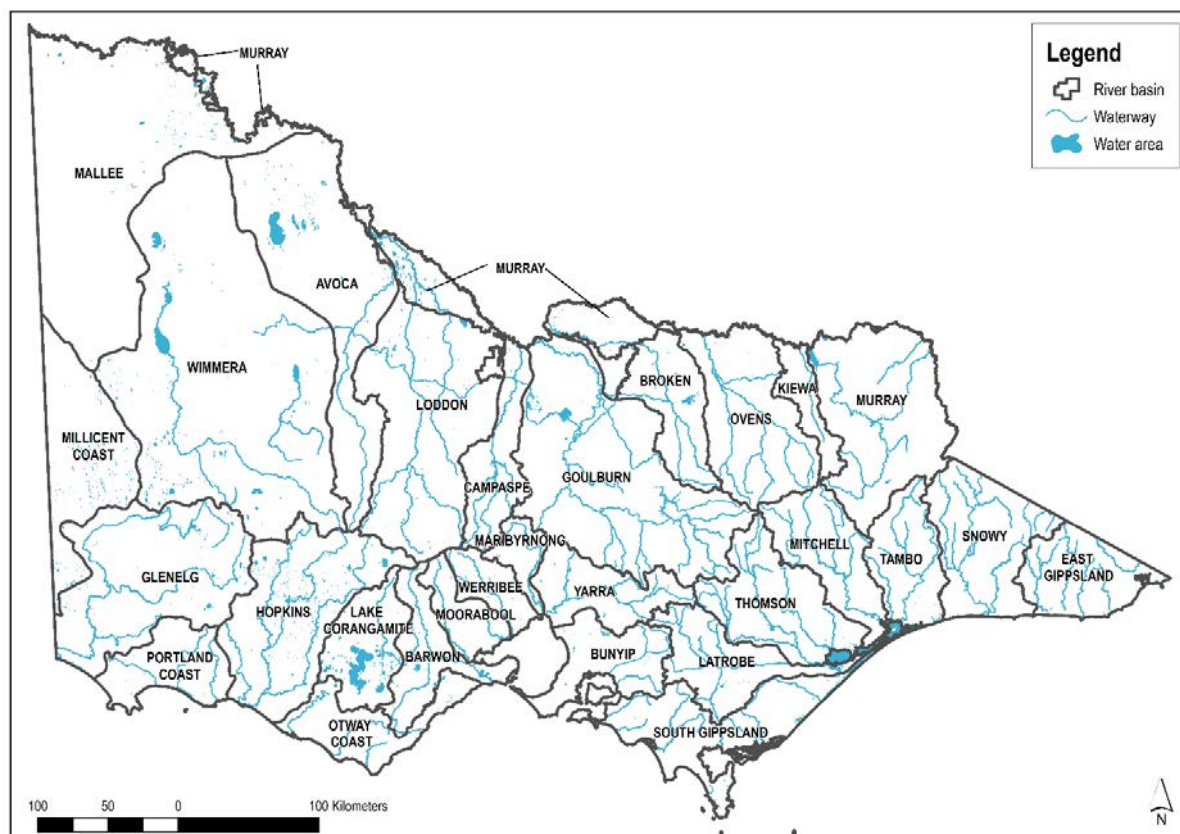 MURRAY
Legend
River basin
Waterway
Water area
MALLEE
MURRAY
AVOCA
WIMMERA
BROKEN
KIEWA
LODDON
OVENS
MURRAY
MILLICENT
COAST
CAMPASPE
GOULBURN
MARIBYRNONG
MITCHELL
SNOWY
TAMBO
EAST
GIPPSLAND
GLENELG
WERRIBEE
YARRA
THOMSON
HOPKINS
LAKE
CORANGAMITE
MOORABOOL
BUNYIP
BARWON
LATROBE
PORTLAND
COAST
OTWAY
COAST
SOUTH GIPPSLAND
100 50 0 100 Kilometers
N